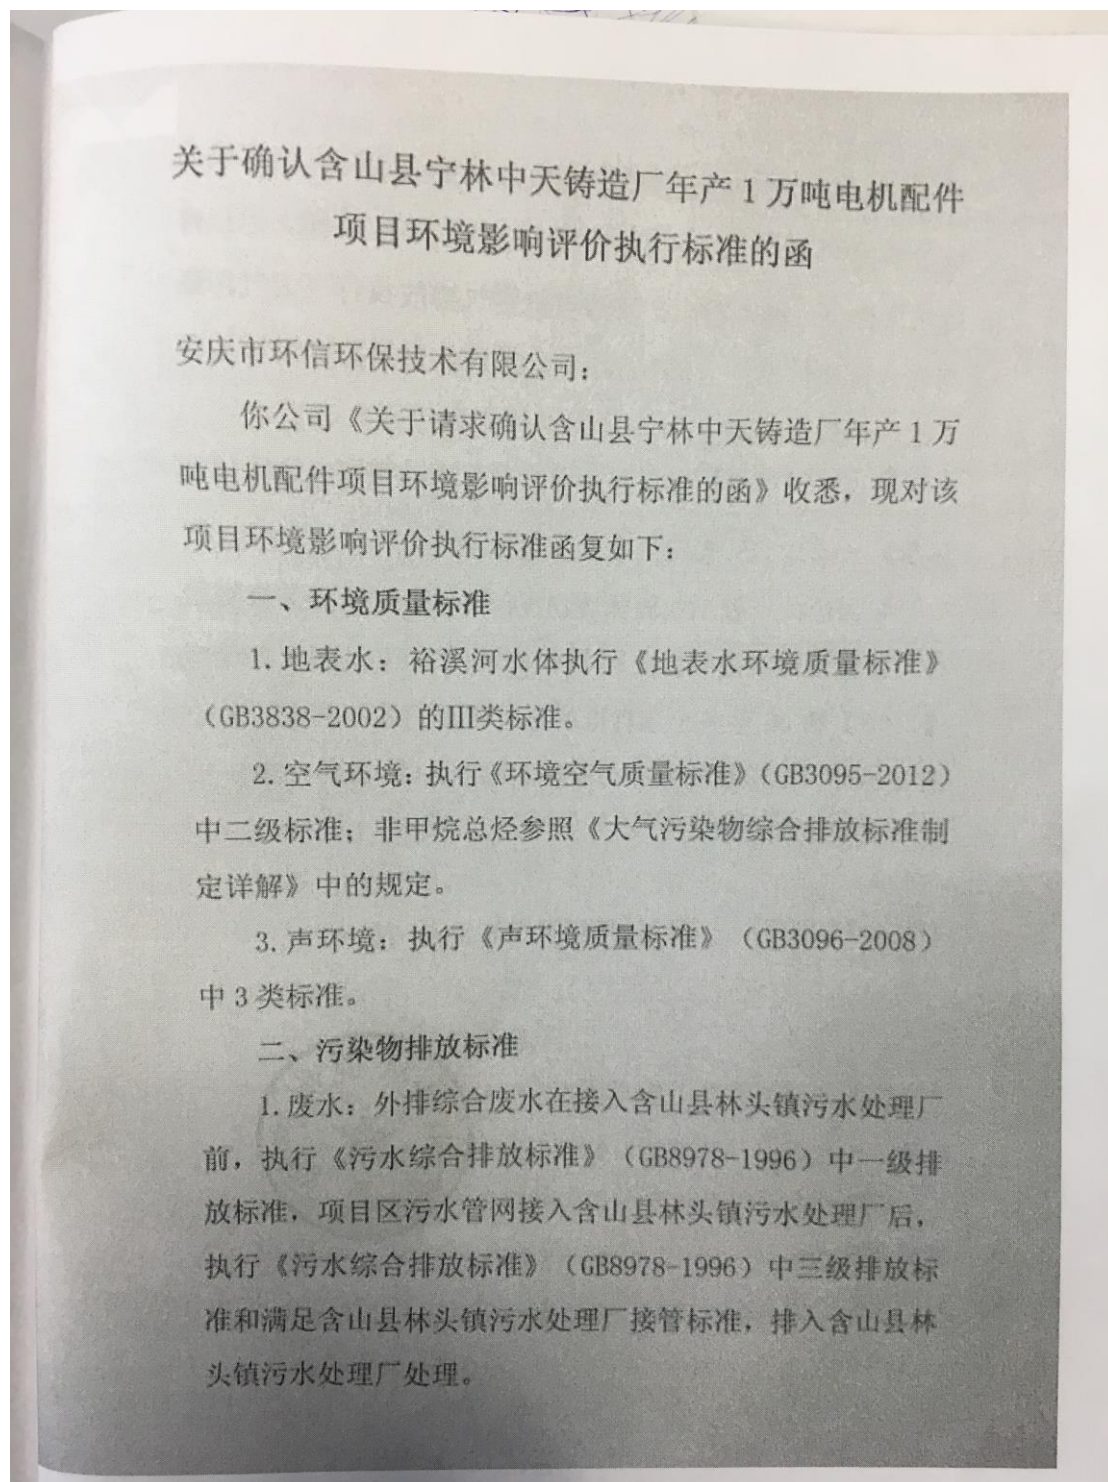 关于确认含山县宁林中天铸造厂年产1万吨电机配件
项目环境影响评价执行标准的函
安庆市环信环保技术有限公司：
你公司《关于请求确认含山县宁林中天铸造厂年产1万
吨电机配件项目环境影响评价执行标准的函》收悉，现对该
项目环境影响评价执行标准函复如下：
一、环境质量标准
1.地表水：裕溪河水体执行《地表水环境质量标准》
（GB3838-2002）的III类标准。
2.空气环境：执行《环境空气质量标准》（GB3095-2012）
中二级标准；非甲烷总烃参照《大气污染物综合排放标准制
定详解》中的规定。
3.声环境：执行《声环境质量标准》（GB3096-2008）
中3类标准。
二、污染物排放标准
1.废水：外排综合废水在接入含山县林头镇污水处理厂
前，执行《污水综合排放标准》（GB8978-1996）中一级排
放标准，项目区污水管网接入含山县林头镇污水处理厂后，
执行《污水综合排放标准》（GB8978-1996）中三级排放标
准和满足含山县林头镇污水处理厂接管标准，排入含山县林
头镇污水处理厂处理。